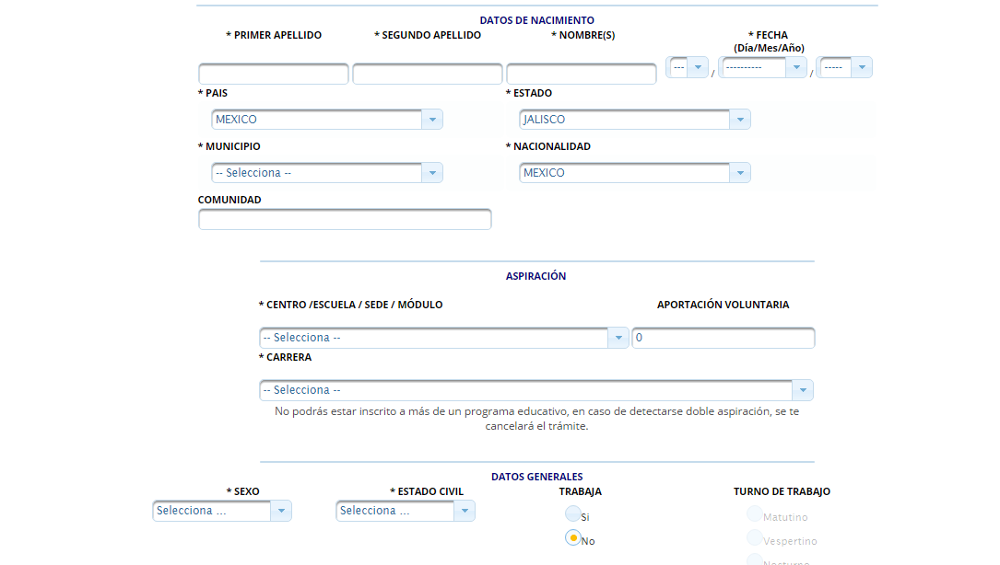 DATOS DE NACIMIENTO
* PRIMER APELLIDO * SEGUNDO APELLIDO * NOMBRE(S) * FECHA
(Día/Mes/Año)
--- / ---------- / -----
* PAIS * ESTADO
MEXICO JALISCO
* MUNICIPIO * NACIONALIDAD
-- Selecciona -- MEXICO
COMUNIDAD
ASPIRACIÓN
* CENTRO /ESCUELA / SEDE / MÓDULO APORTACIÓN VOLUNTARIA
-- Selecciona -- 0
* CARRERA
-- Selecciona --
No podrás estar inscrito a más de un programa educativo, en caso de detectarse doble aspiración, se te
cancelará el trámite.
DATOS GENERALES
* SEXO * ESTADO CIVIL TRABAJA TURNO DE TRABAJO
Selecciona ... Selecciona ... Si Matutino
No Vespertino
Nocturno